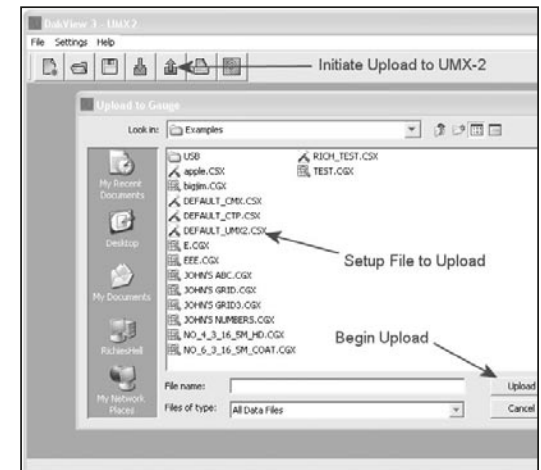 DakView 3 - UMX2
File Settings Help
Initiate Upload to UMX-2
Upload to Gauge
Look in: Examples
My Recent Documents
Desktop
My Documents
RichiesHell
My Network Places
USB
apple.CSX
bigjim.CGX
DEFAULT_CMX.CSX
DEFAULT_CTP.CSX
DEFAULT_UMX2.CSX
E.CGX
EEE.CGX
JOHN'S ABC.CGX
JOHN'S GRID.CGX
JOHN'S GRID3.CGX
JOHN'S NUMBERS.CGX
NO_4_3_16_SM_HD.CGX
NO_6_3_16_SM_COAT.CGX
RICH_TEST.CSX
TEST.CGX
Setup File to Upload
Begin Upload
File name:
Upload
Files of type: All Data Files
Cancel